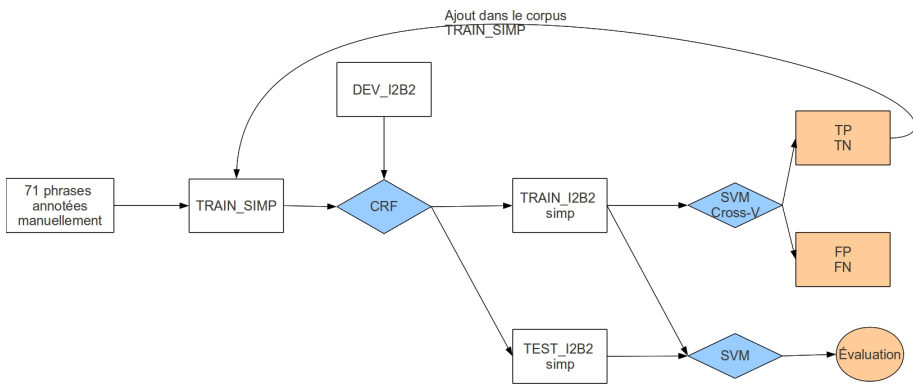 Ajout dans le corpus
TRAIN_SIMP
DEV_I2B2
TP
TN
71 phrases
annotées
manuellement
TRAIN_SIMP
CRF
TRAIN_I2B2
simp
SVM
Cross-V
FP
FN
TEST_I2B2
simp
SVM
Évaluation